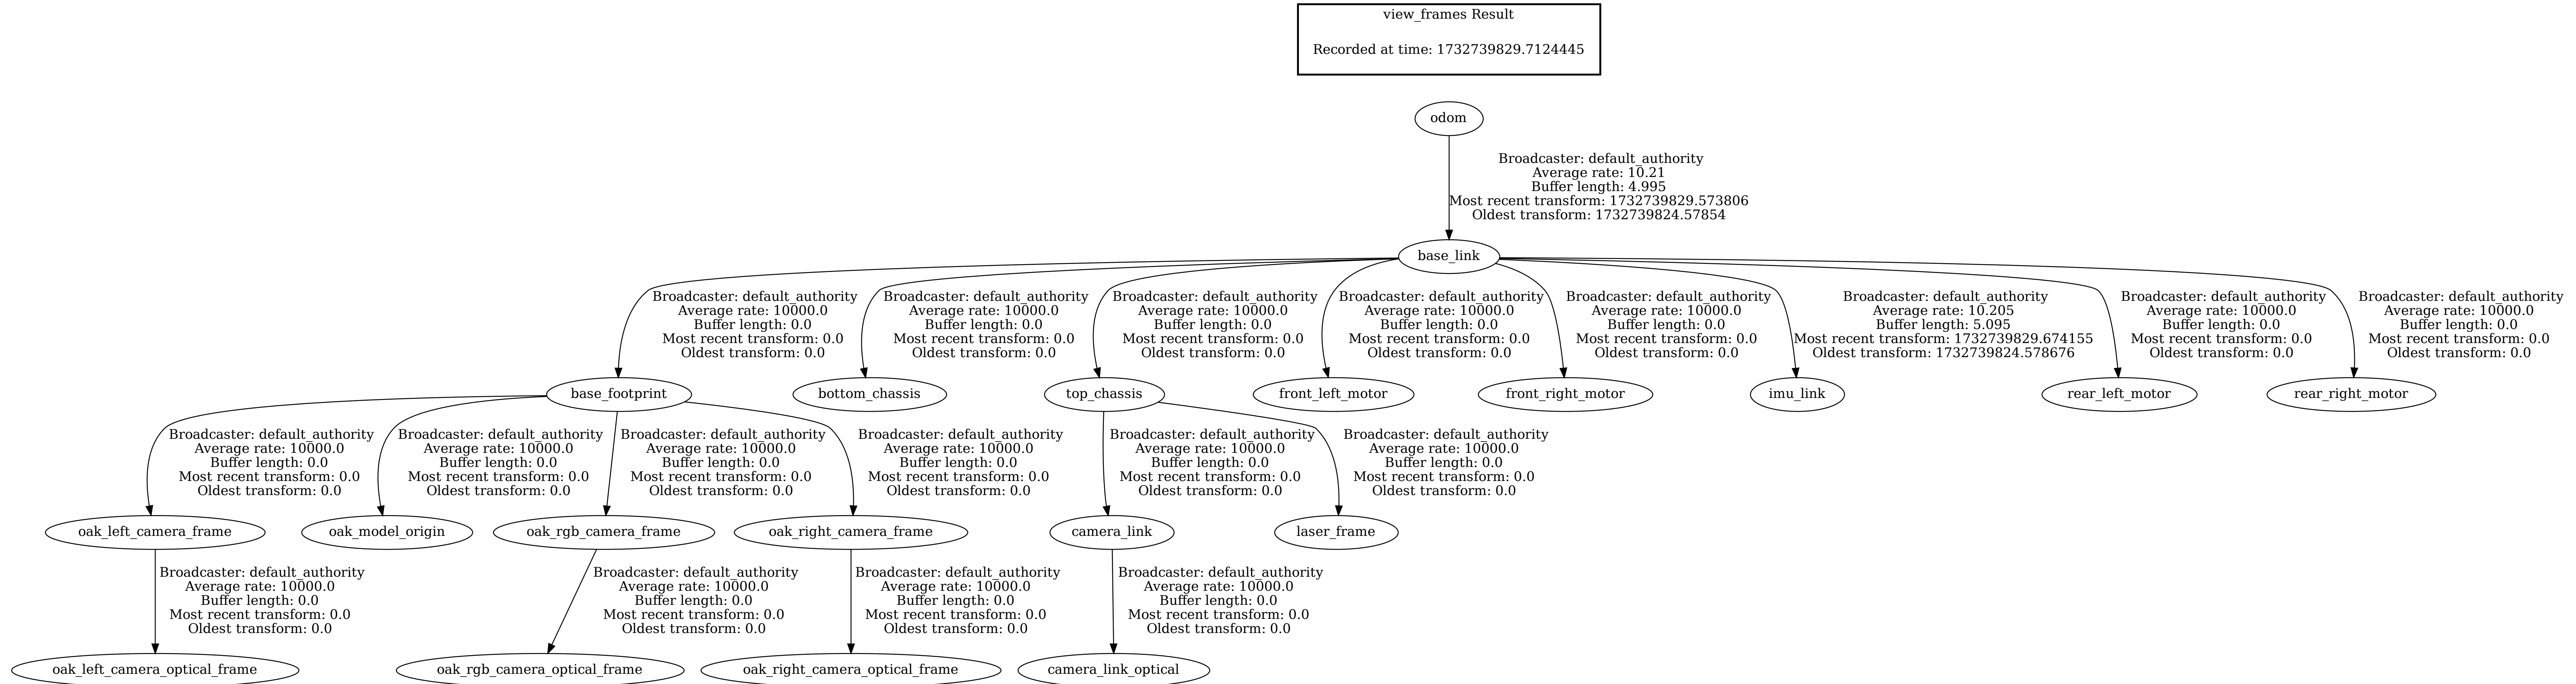 view_frames Result
Recorded at time: 1732739829.7124445
odom
Broadcaster: default_authority
Average rate: 10.21
Buffer length: 4.995
Most recent transform: 1732739829.573806
Oldest transform: 1732739824.57854
base_link
Broadcaster: default_authority
Average rate: 10000.0
Buffer length: 0.0
Most recent transform: 0.0
Oldest transform: 0.0
Broadcaster: default_authority
Average rate: 10000.0
Buffer length: 0.0
Most recent transform: 0.0
Oldest transform: 0.0
Broadcaster: default_authority
Average rate: 10000.0
Buffer length: 0.0
Most recent transform: 0.0
Oldest transform: 0.0
Broadcaster: default_authority
Average rate: 10000.0
Buffer length: 0.0
Most recent transform: 0.0
Oldest transform: 0.0
Broadcaster: default_authority
Average rate: 10000.0
Buffer length: 0.0
Most recent transform: 0.0
Oldest transform: 0.0
Broadcaster: default_authority
Average rate: 10.205
Buffer length: 5.095
Most recent transform: 1732739829.674155
Oldest transform: 1732739824.578676
Broadcaster: default_authority
Average rate: 10000.0
Buffer length: 0.0
Most recent transform: 0.0
Oldest transform: 0.0
Broadcaster: default_authority
Average rate: 10000.0
Buffer length: 0.0
Most recent transform: 0.0
Oldest transform: 0.0
base_footprint
bottom_chassis
top_chassis
front_left_motor
front_right_motor
imu_link
rear_left_motor
rear_right_motor
Broadcaster: default_authority
Average rate: 10000.0
Buffer length: 0.0
Most recent transform: 0.0
Oldest transform: 0.0
Broadcaster: default_authority
Average rate: 10000.0
Buffer length: 0.0
Most recent transform: 0.0
Oldest transform: 0.0
Broadcaster: default_authority
Average rate: 10000.0
Buffer length: 0.0
Most recent transform: 0.0
Oldest transform: 0.0
Broadcaster: default_authority
Average rate: 10000.0
Buffer length: 0.0
Most recent transform: 0.0
Oldest transform: 0.0
Broadcaster: default_authority
Average rate: 10000.0
Buffer length: 0.0
Most recent transform: 0.0
Oldest transform: 0.0
Broadcaster: default_authority
Average rate: 10000.0
Buffer length: 0.0
Most recent transform: 0.0
Oldest transform: 0.0
oak_left_camera_frame
oak_model_origin
oak_rgb_camera_frame
oak_right_camera_frame
camera_link
laser_frame
Broadcaster: default_authority
Average rate: 10000.0
Buffer length: 0.0
Most recent transform: 0.0
Oldest transform: 0.0
Broadcaster: default_authority
Average rate: 10000.0
Buffer length: 0.0
Most recent transform: 0.0
Oldest transform: 0.0
Broadcaster: default_authority
Average rate: 10000.0
Buffer length: 0.0
Most recent transform: 0.0
Oldest transform: 0.0
Broadcaster: default_authority
Average rate: 10000.0
Buffer length: 0.0
Most recent transform: 0.0
Oldest transform: 0.0
oak_left_camera_optical_frame
oak_rgb_camera_optical_frame
oak_right_camera_optical_frame
camera_link_optical